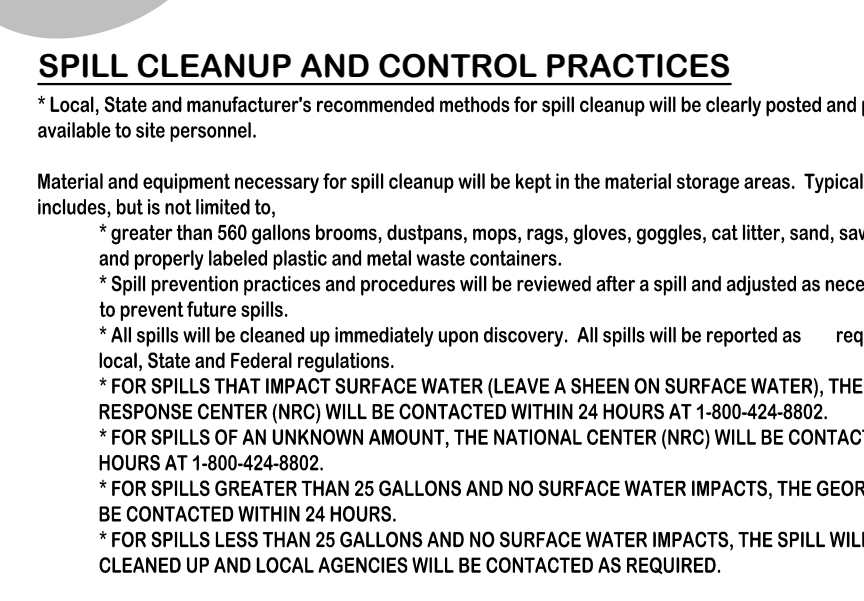 SPILL CLEANUP AND CONTROL PRACTICES
* Local, State and manufacturer's recommended methods for spill cleanup will be clearly posted and
available to site personnel.
Material and equipment necessary for spill cleanup will be kept in the material storage areas. Typical
includes, but is not limited to,
* greater than 560 gallons brooms, dustpans, mops, rags, gloves, goggles, cat litter, sand,
and properly labeled plastic and metal waste containers.
* Spill prevention practices and procedures will be reviewed after a spill and adjusted as nece
to prevent future spills.
* All spills will be cleaned up immediately upon discovery. All spills will be reported as req
local, State and Federal regulations.
* FOR SPILLS THAT IMPACT SURFACE WATER (LEAVE A SHEEN ON SURFACE WATER), THE
RESPONSE CENTER (NRC) WILL BE CONTACTED WITHIN 24 HOURS AT 1-800-424-8802.
* FOR SPILLS OF AN UNKNOWN AMOUNT, THE NATIONAL CENTER (NRC) WILL BE CONTACT
HOURS AT 1-800-424-8802.
* FOR SPILLS GREATER THAN 25 GALLONS AND NO SURFACE WATER IMPACTS, THE GEOR
BE CONTACTED WITHIN 24 HOURS.
* FOR SPILLS LESS THAN 25 GALLONS AND NO SURFACE WATER IMPACTS, THE SPILL WILL
CLEANED UP AND LOCAL AGENCIES WILL BE CONTACTED AS REQUIRED.